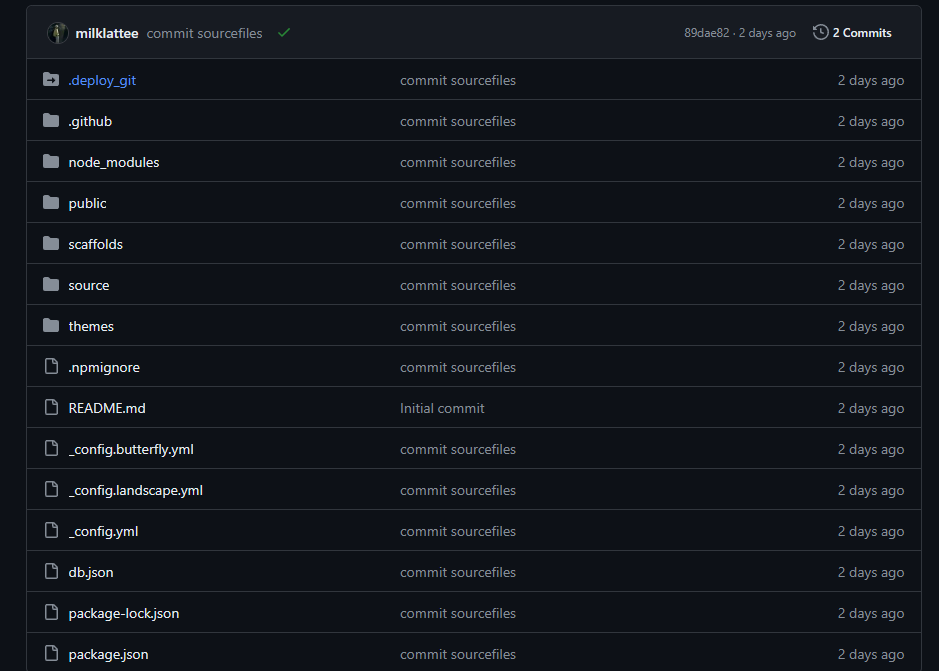 milklattee commit sourcefiles 89dae82 · 2 days ago 2 Commits
.deploy_git commit sourcefiles 2 days ago
.github commit sourcefiles 2 days ago
node_modules commit sourcefiles 2 days ago
public commit sourcefiles 2 days ago
scaffolds commit sourcefiles 2 days ago
source commit sourcefiles 2 days ago
themes commit sourcefiles 2 days ago
.npmignore commit sourcefiles 2 days ago
README.md Initial commit 2 days ago
_config.butterfly.yml commit sourcefiles 2 days ago
_config.landscape.yml commit sourcefiles 2 days ago
_config.yml commit sourcefiles 2 days ago
db.json commit sourcefiles 2 days ago
package-lock.json commit sourcefiles 2 days ago
package.json commit sourcefiles 2 days ago